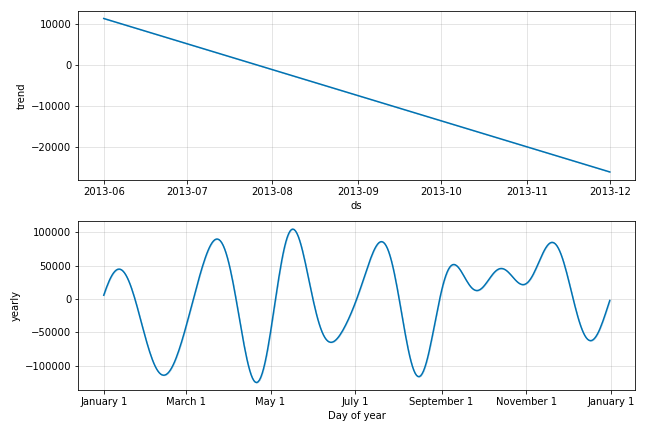 10000
0
−10000
−20000
trend
2013-06 2013-07 2013-08 2013-09 2013-10 2013-11 2013-12
ds
100000
50000
0
−50000
−100000
yearly
January 1 March 1 May 1 July 1 September 1 November 1 January 1
Day of year